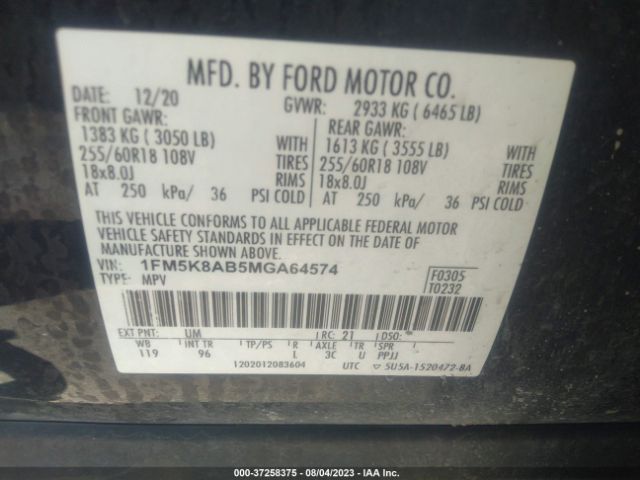 MFD. BY FORD MOTOR CO.
DATE: 12/20 GVWR: 2933 KG ( 6465 LB)
FRONT GAWR: REAR GAWR:
1383 KG ( 3050 LB) WITH 1613 KG ( 3555 LB) WITH
255/60R18 108V TIRES 255/60R18 108V TIRES
18x8.0J RIMS 18x8.0J RIMS
AT 250 kPa/ 36 PSI COLD AT 250 kPa/ 36 PSI COLD
THIS VEHICLE CONFORMS TO ALL APPLICABLE FEDERAL MOTOR
VEHICLE SAFETY STANDARDS IN EFFECT ON THE DATE OF
MANUFACTURE SHOWN ABOVE.
VIN: 1FM5K8AB5MGA64574 F0305
TYPE: MPV T0232
EXT PNT: UM RC: 21 DSO:
WB INT TR TP/PS R AXLE TR SPR
119 96 L 3C U PPJJ
1202012083604 UTC 5U5A-1520472-BA
000-37258375 - 08/04/2023 - IAA Inc.